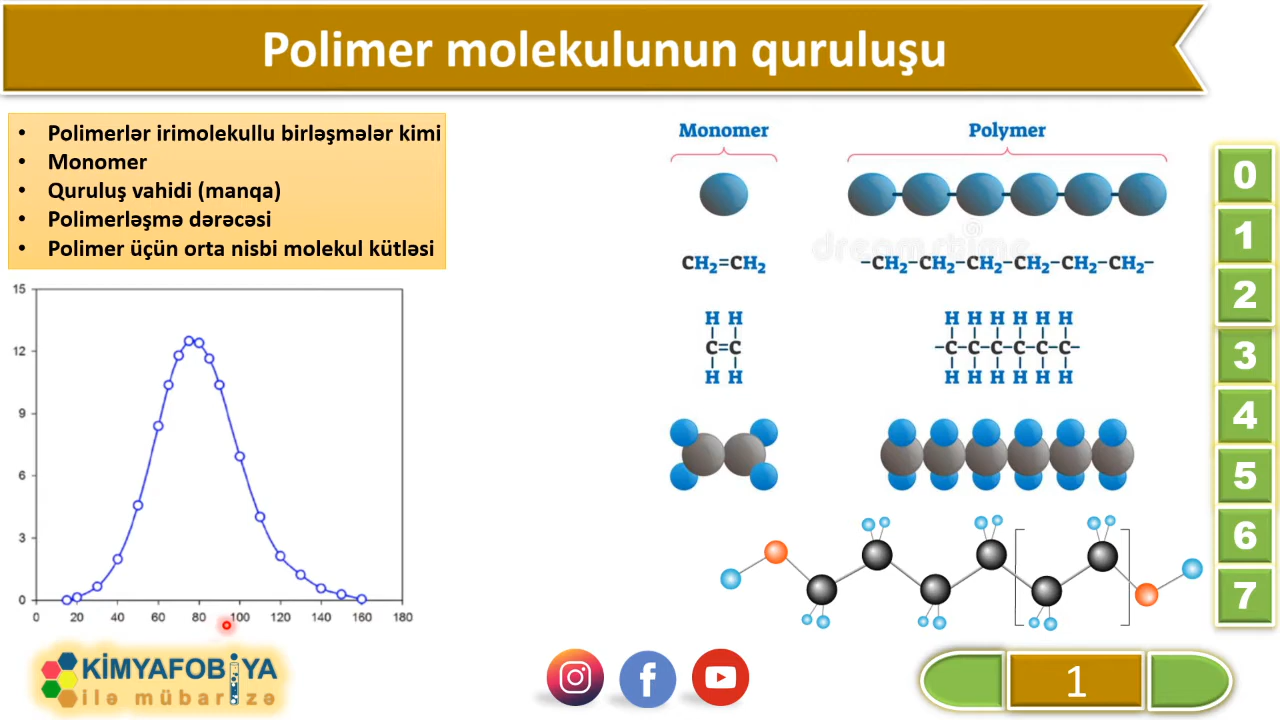 Polimer molekulunun quruluşu
• Polimerlər irimolekullu birləşmələr kimi
• Monomer
• Quruluş vahidi (manqa)
• Polimerləşmə dərəcəsi
• Polimer üçün orta nisbi molekul kütləsi
15
12
9
6
3
0
0 20 40 60 80 100 120 140 160 180
Monomer Polymer
dreamstime
CH₂=CH₂ –CH₂–CH₂–CH₂–CH₂–CH₂–CH₂–
H H H H H H H H
C=C –C–C–C–C–C–C–
H H H H H H H H
0
1
2
3
4
5
6
7
KİMYAFOBİYA
ilə mübarizə
f
1